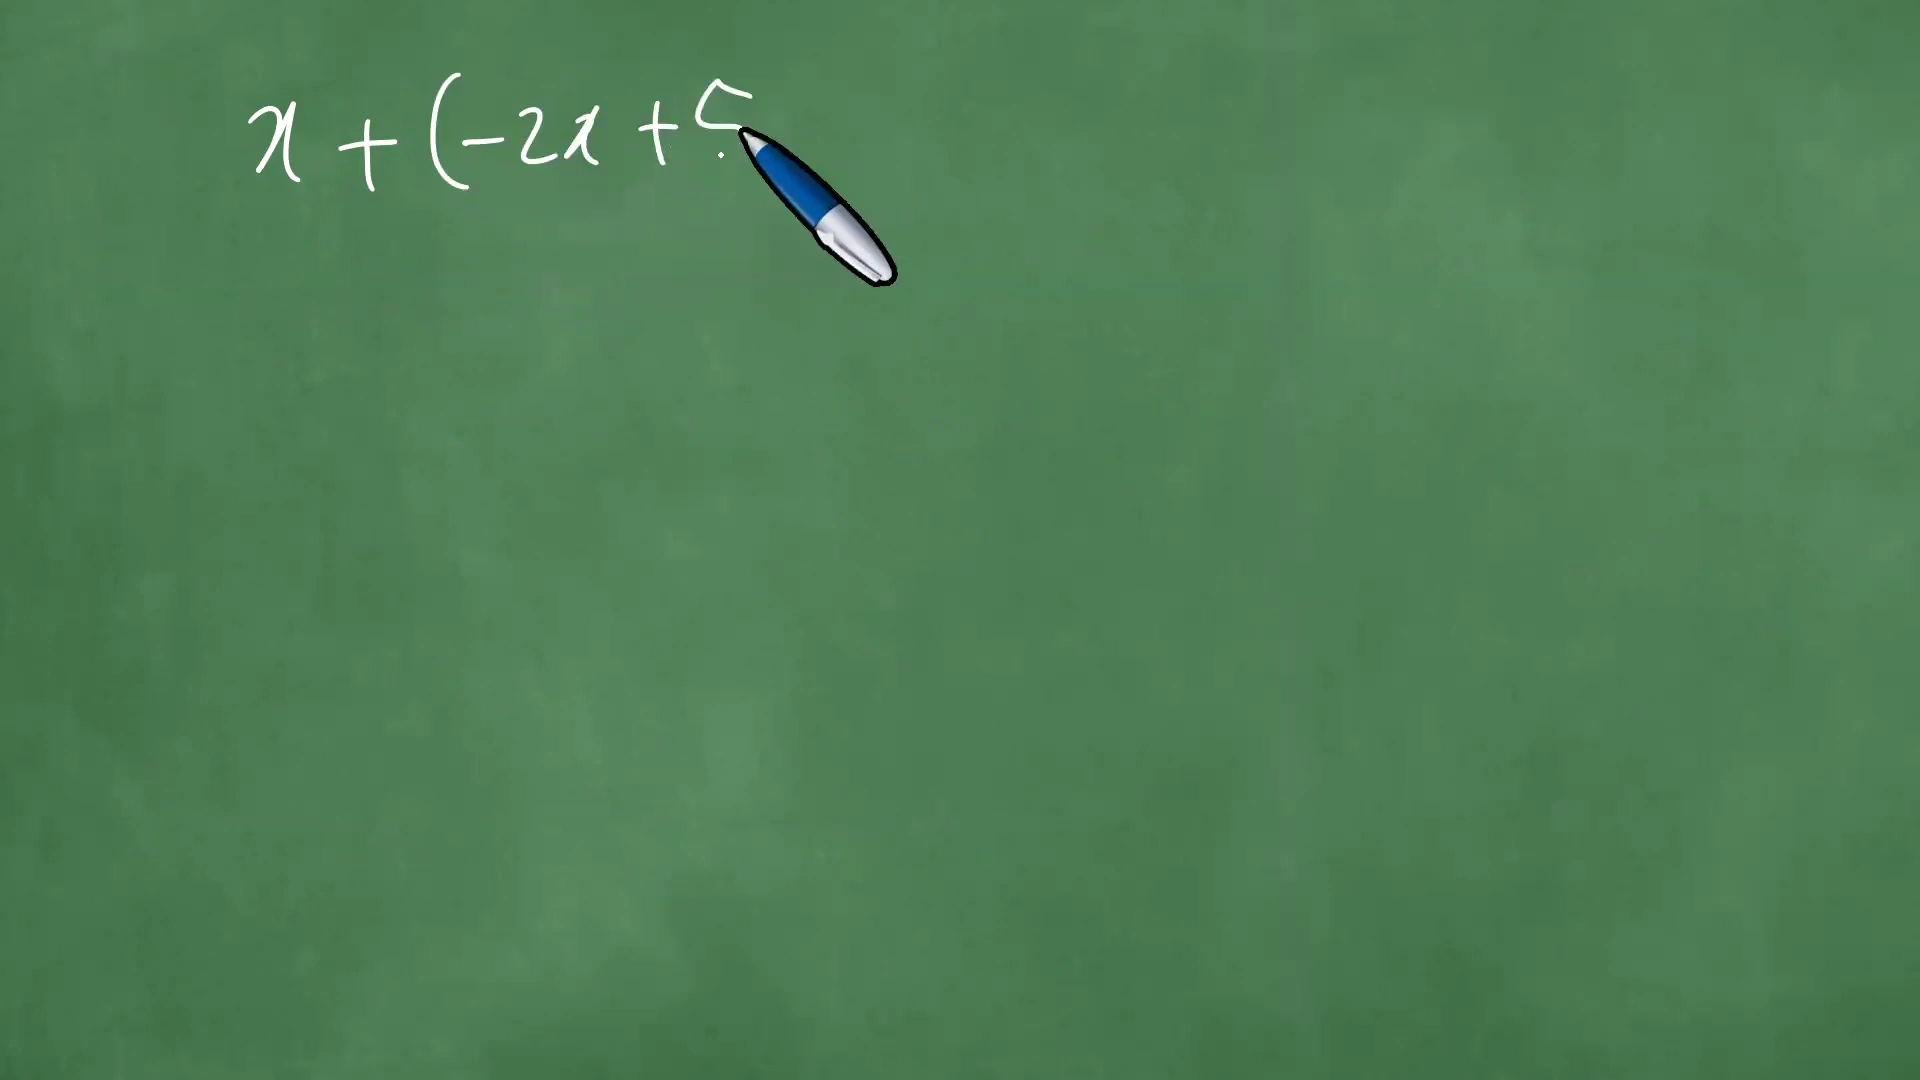 x + (-2x + 5